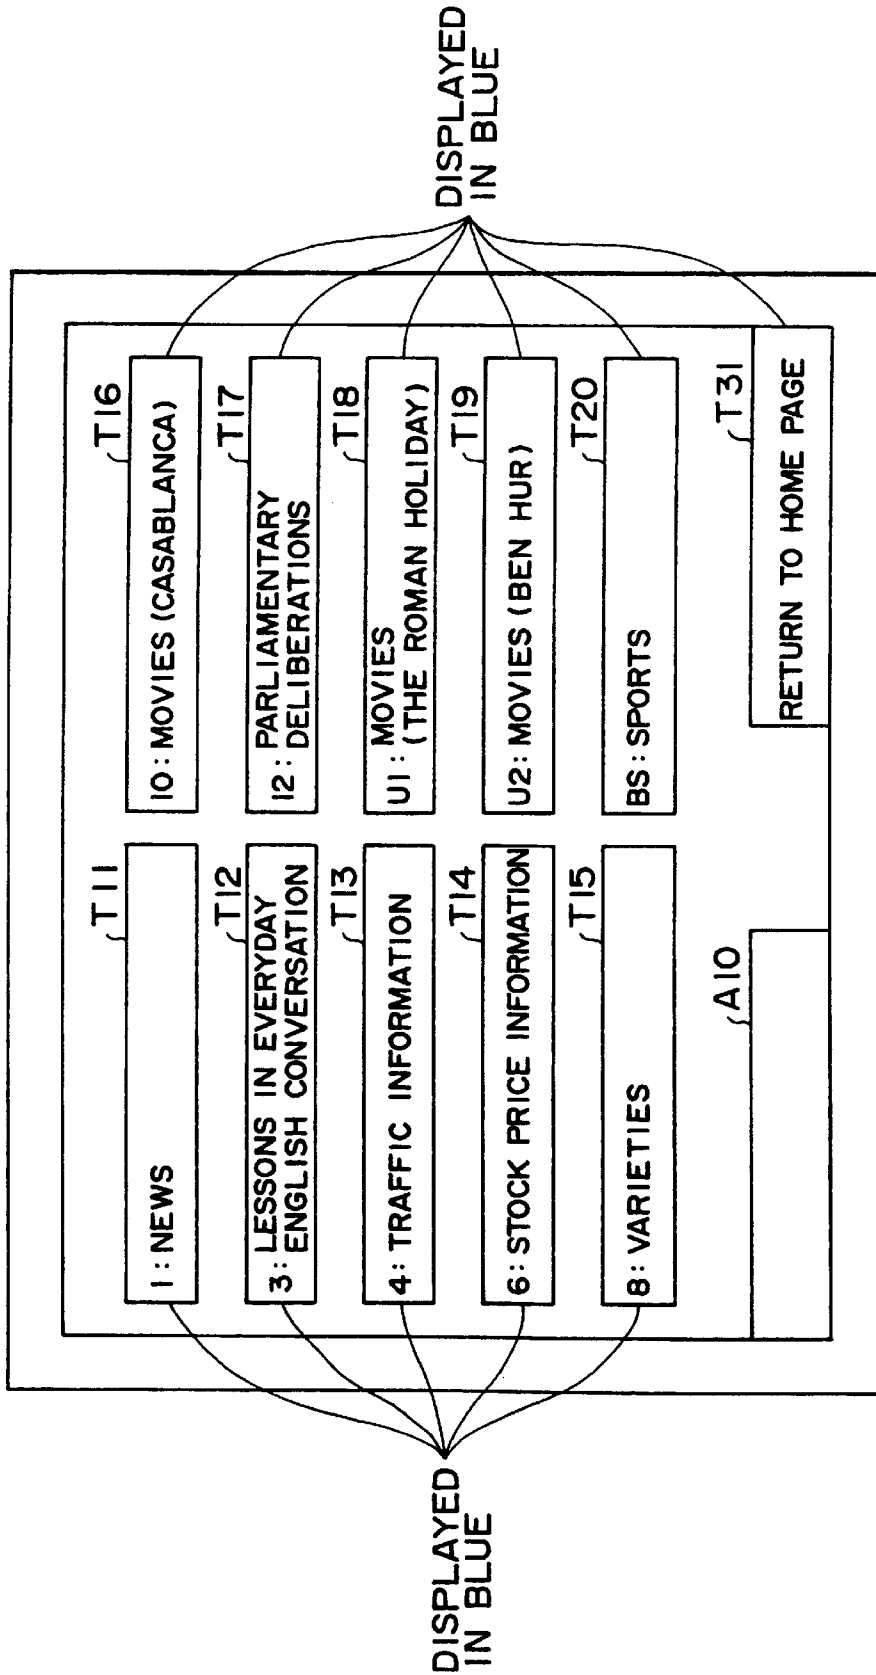 DISPLAYED
IN BLUE
T11
1: NEWS
T12
3: LESSONS IN EVERYDAY
ENGLISH CONVERSATION
T13
4: TRAFFIC INFORMATION
T14
6: STOCK PRICE INFORMATION
T15
8: VARIETIES
A10
T16
10: MOVIES (CASABLANCA)
T17
12: PARLIAMENTARY
DELIBERATIONS
T18
U1: MOVIES
(THE ROMAN HOLIDAY)
T19
U2: MOVIES (BEN HUR)
T20
BS: SPORTS
T31
RETURN TO HOME PAGE
DISPLAYED
IN BLUE